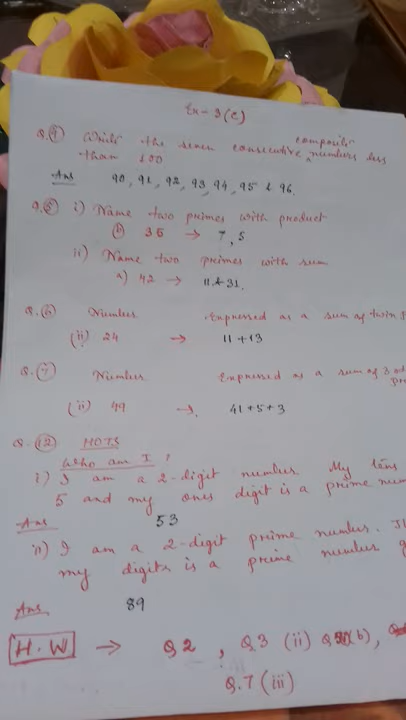 Ex - 3(C)
Q.④ Write the seven consecutive composite numbers less
than 100
Ans 90, 91, 92, 93, 94, 95 & 96.
Q.⑤ i) Name two primes with product
(b) 35 → 7, 5
ii) Name two primes with sum
a) 42 → 11 & 31.
Q.⑥ Number Expressed as a sum of twin
(ii) 24 → 11 + 13
Q.⑦ Number Expressed as a sum of 3 odd
(ii) 49 → 41 + 5 + 3
Q.⑫ HOTS
Who am I ?
i) I am a 2-digit number. My tens
5 and my ones digit is a prime num
Ans 53
ii) I am a 2-digit prime number.
my digits is a prime number
Ans 89
H.W → Q2, Q.3 (ii) (b),
Q.7 (iii)